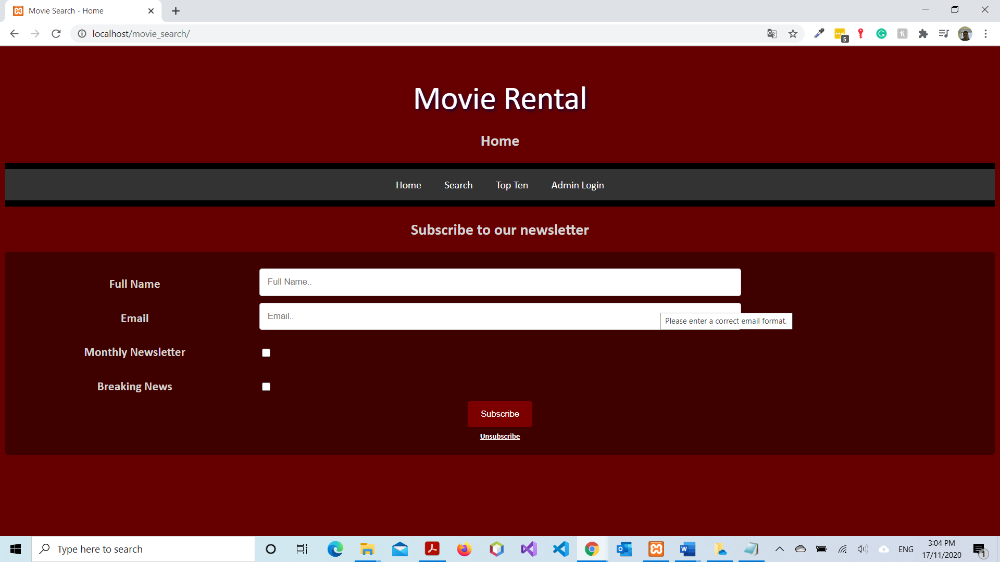 Movie Search - Home
localhost/movie_search/
5
Movie Rental
Home
Home Search Top Ten Admin Login
Subscribe to our newsletter
Full Name Full Name..
Email Email..
Please enter a correct email format.
Monthly Newsletter
Breaking News
Subscribe
Unsubscribe
Type here to search
ENG
3:04 PM
17/11/2020
1